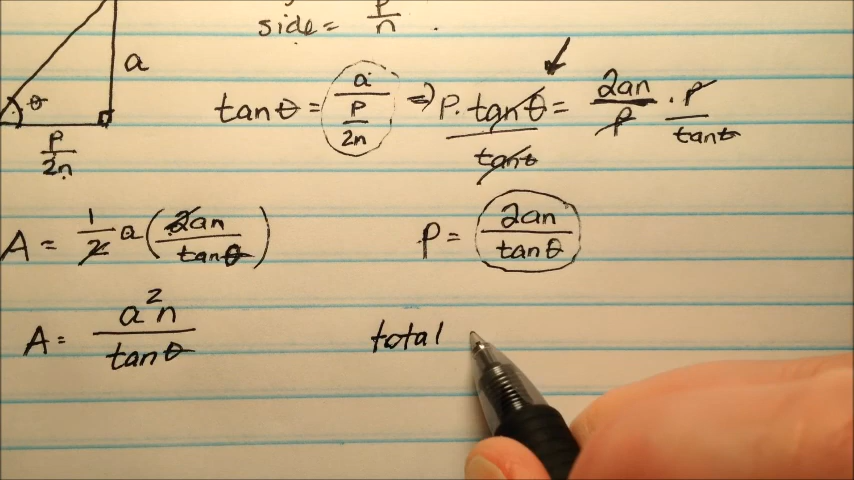 side = P/n .
a
θ
P/2n
tanθ = a/(P/2n) ⇒ P·tanθ/tanθ = 2an/P · P/tanθ
A = 1/2 a (2an/tanθ)
P = 2an/tanθ
A = a²n/tanθ
total